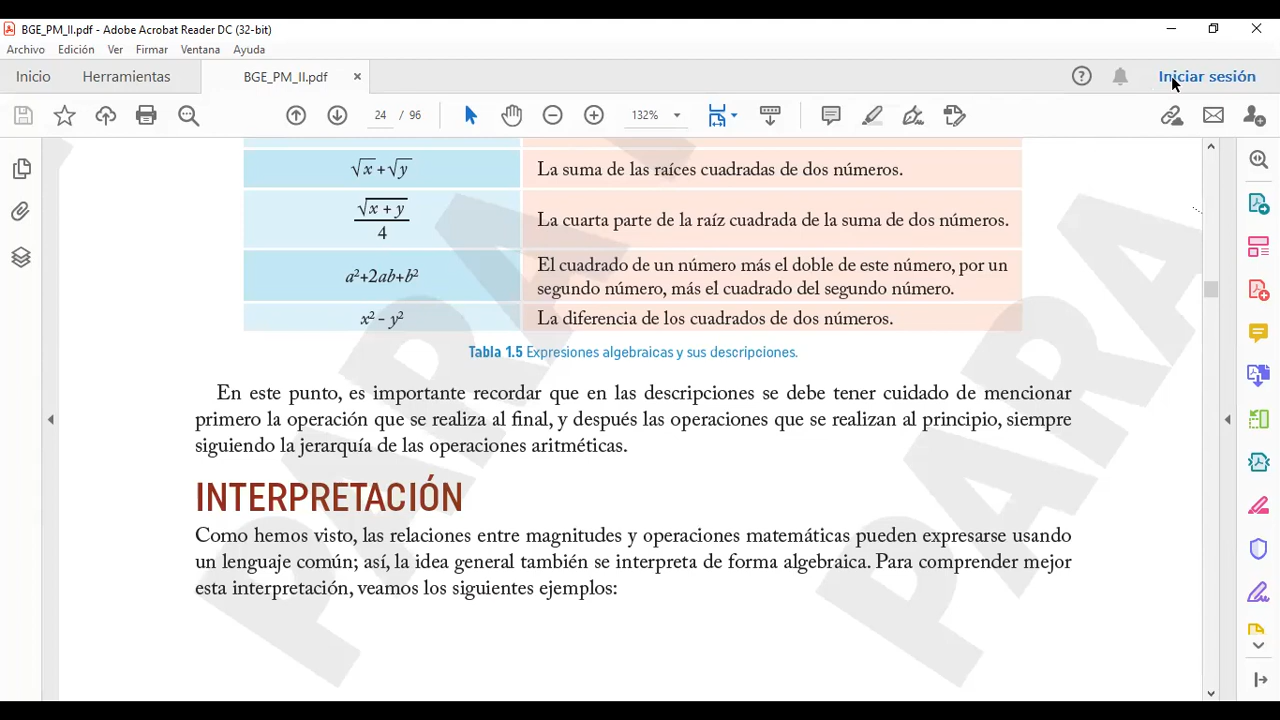 BGE_PM_II.pdf - Adobe Acrobat Reader DC (32-bit)
Archivo Edición Ver Firmar Ventana Ayuda
Inicio Herramientas BGE_PM_II.pdf × Iniciar sesión
24 / 96 132%
√x + √y La suma de las raíces cuadradas de dos números.
√x + y
4
La cuarta parte de la raíz cuadrada de la suma de dos números.
a²+2ab+b²
El cuadrado de un número más el doble de este número, por un
segundo número, más el cuadrado del segundo número.
x² – y² La diferencia de los cuadrados de dos números.
Tabla 1.5 Expresiones algebraicas y sus descripciones.
En este punto, es importante recordar que en las descripciones se debe tener cuidado de mencionar
primero la operación que se realiza al final, y después las operaciones que se realizan al principio, siempre
siguiendo la jerarquía de las operaciones aritméticas.
INTERPRETACIÓN
Como hemos visto, las relaciones entre magnitudes y operaciones matemáticas pueden expresarse usando
un lenguaje común; así, la idea general también se interpreta de forma algebraica. Para comprender mejor
esta interpretación, veamos los siguientes ejemplos:
PARA
PARA